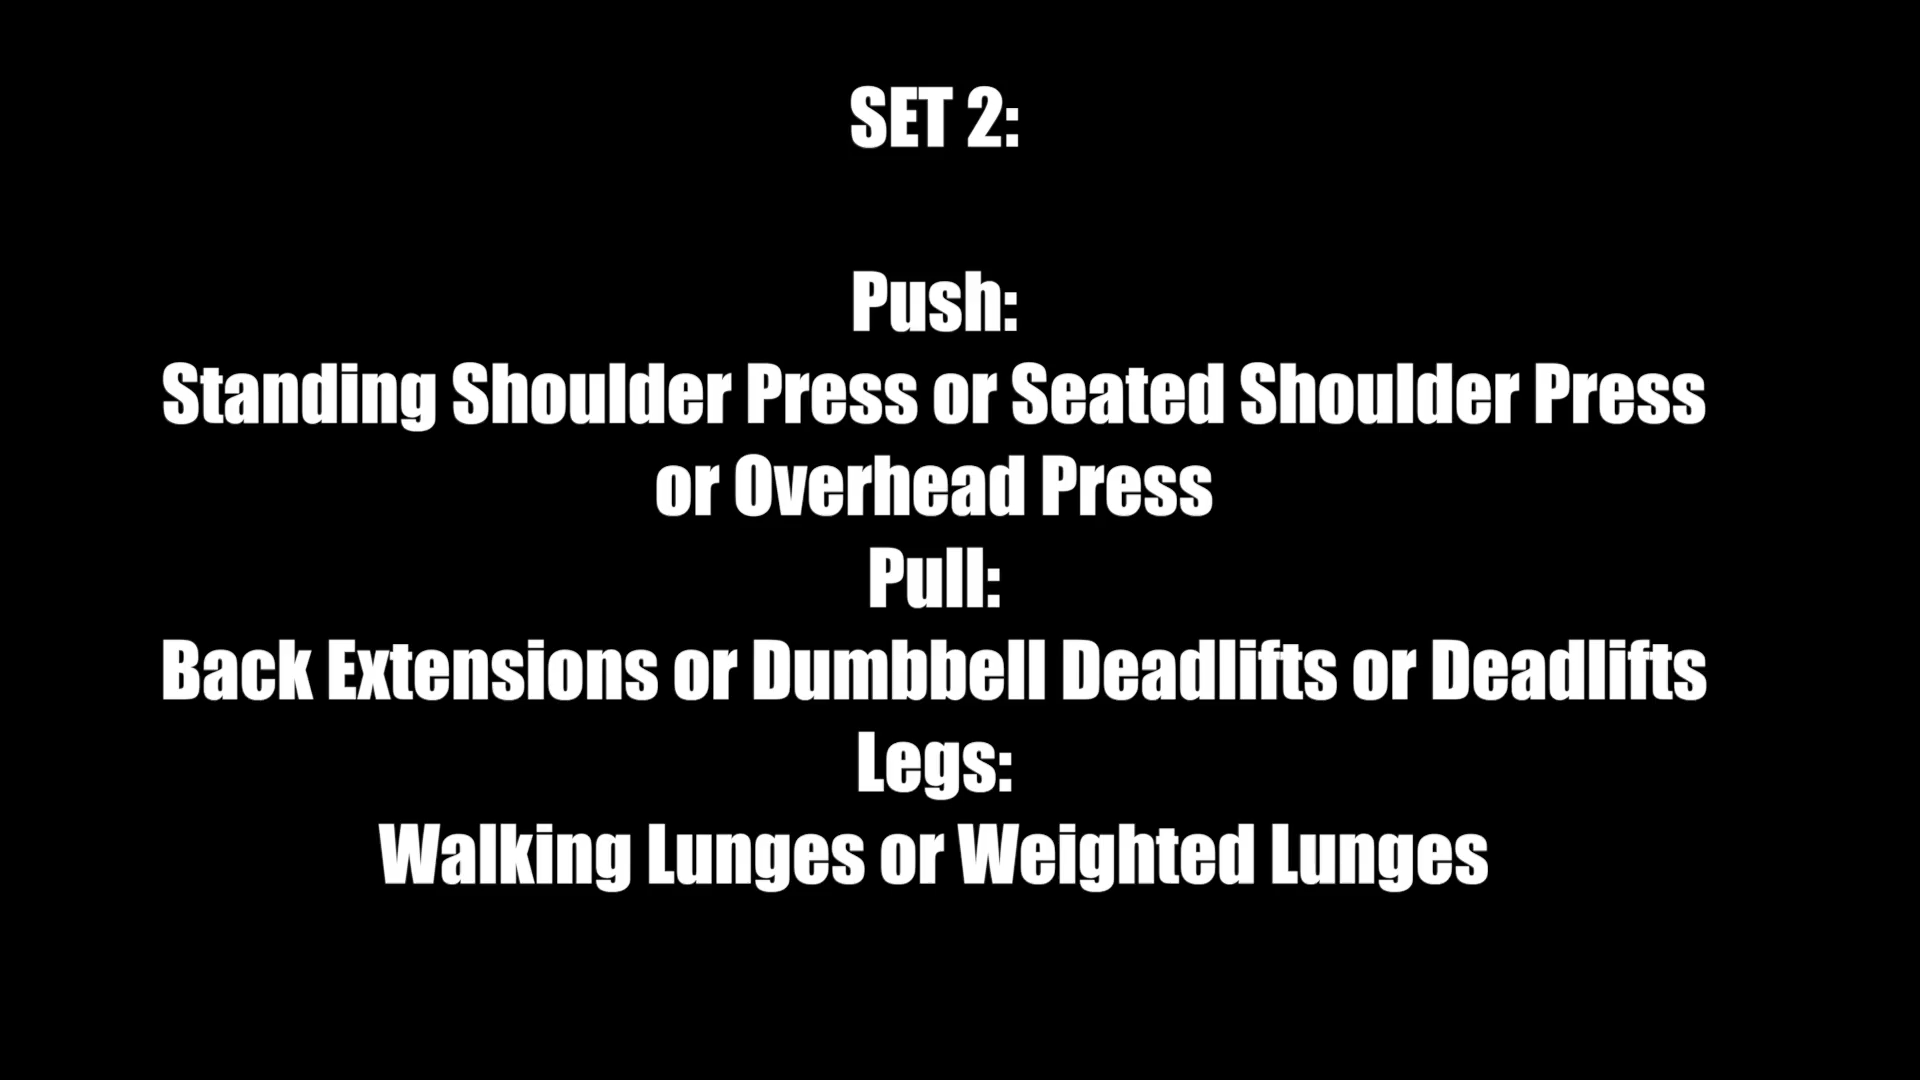 SET 2:
Push:
Standing Shoulder Press or Seated Shoulder Press
or Overhead Press
Pull:
Back Extensions or Dumbbell Deadlifts or Deadlifts
Legs:
Walking Lunges or Weighted Lunges